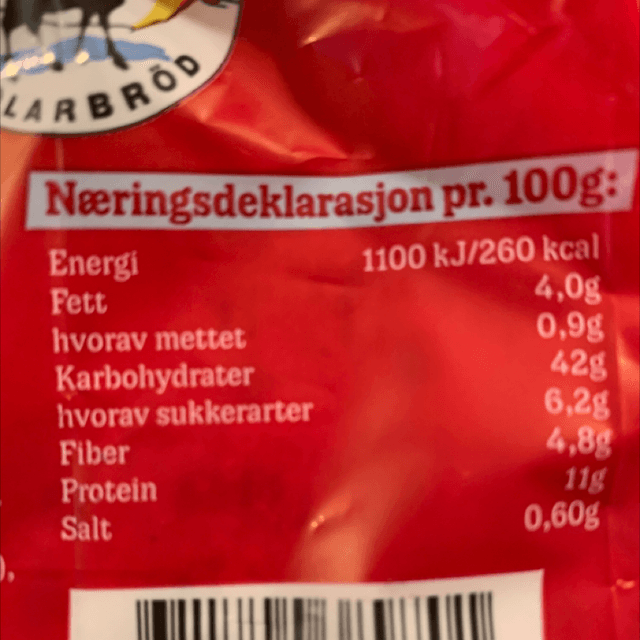 LARBRÖD
Næringsdeklarasjon pr. 100g:
Energi 1100 kJ/260 kcal
Fett 4,0g
hvorav mettet 0,9g
Karbohydrater 42g
hvorav sukkerarter 6,2g
Fiber 4,8g
Protein 11g
Salt 0,60g
),